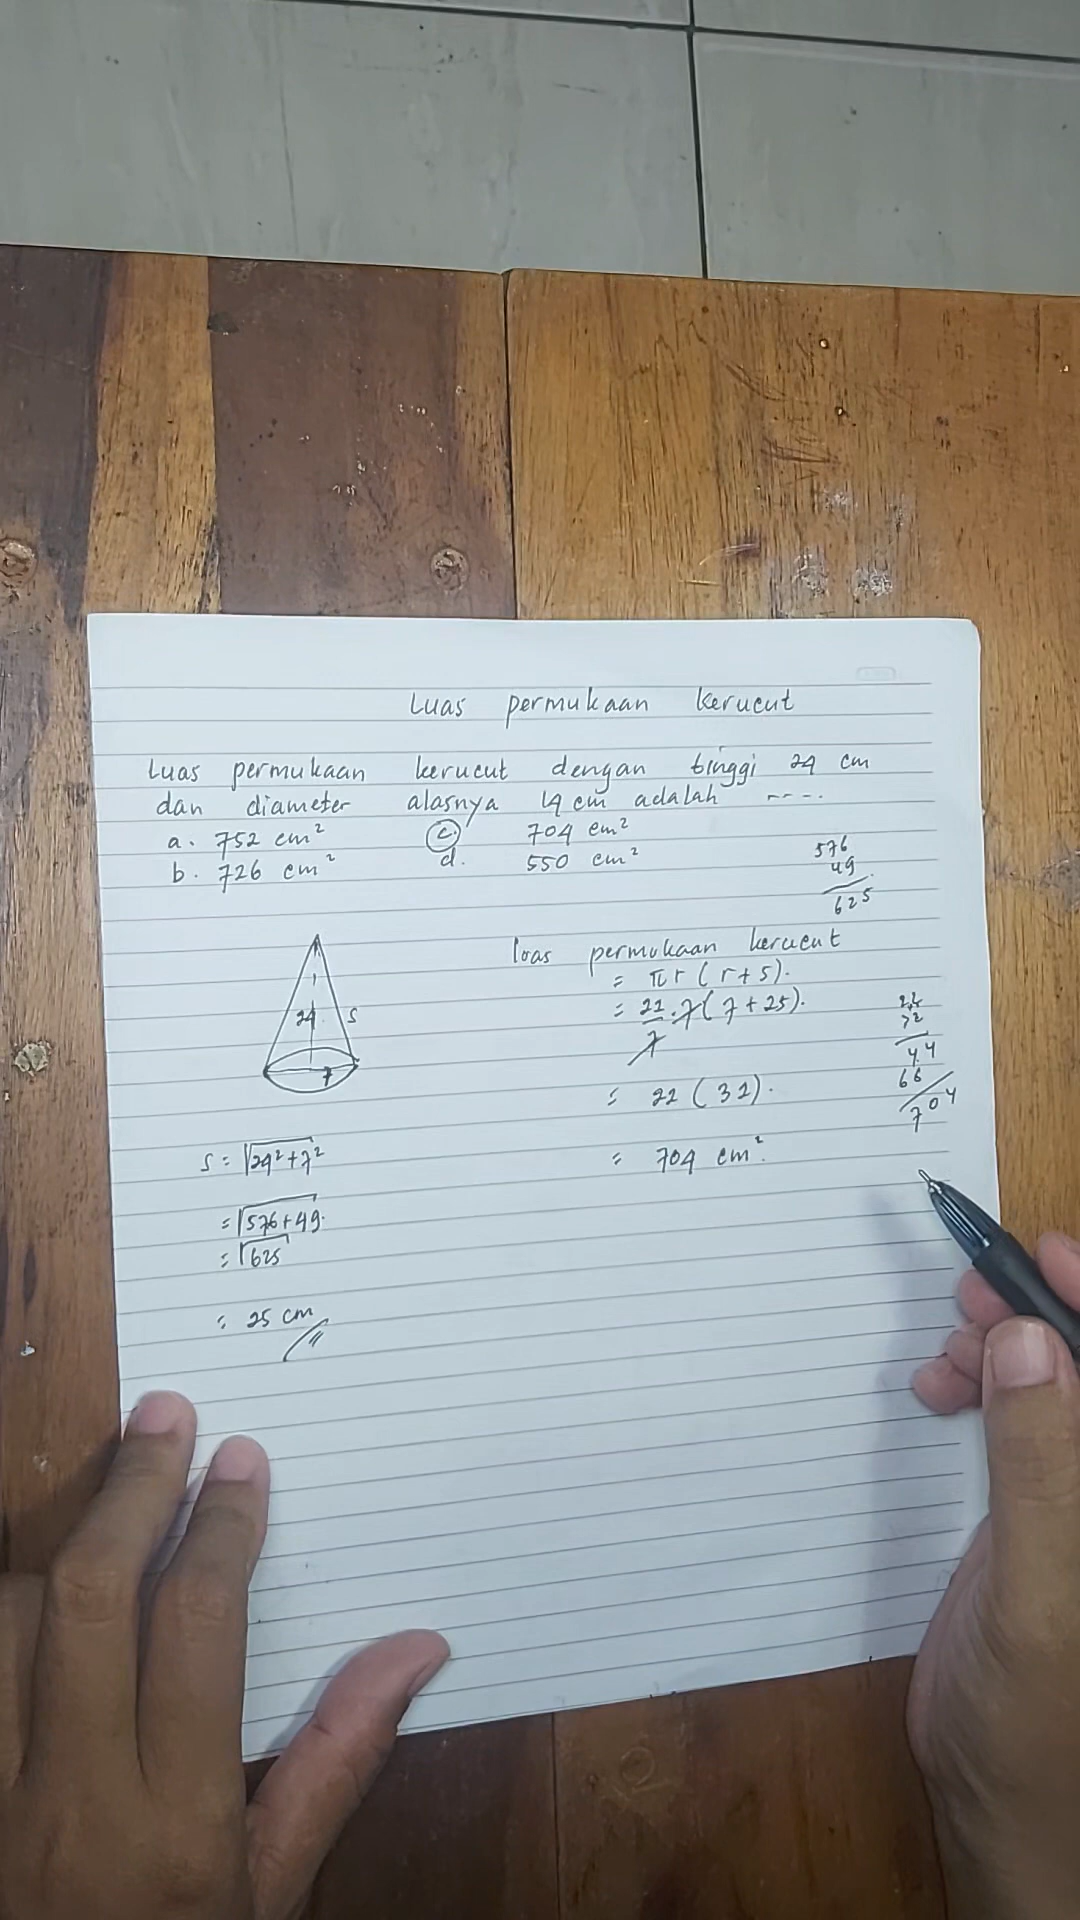 Luas permukaan kerucut
Luas permukaan kerucut dengan tinggi 24 cm
dan diameter alasnya 14 cm adalah ----.
a. 752 cm²
c. 704 cm²
b. 726 cm²
d. 550 cm²
576
49
625
24
s
7
s = √24²+7²
= √576+49.
= √625
= 25 cm
luas permukaan kerucut
= πr (r+s).
= 22/7 . 7 ( 7 + 25).
= 22 ( 32).
= 704 cm².
22
32
44
66
704